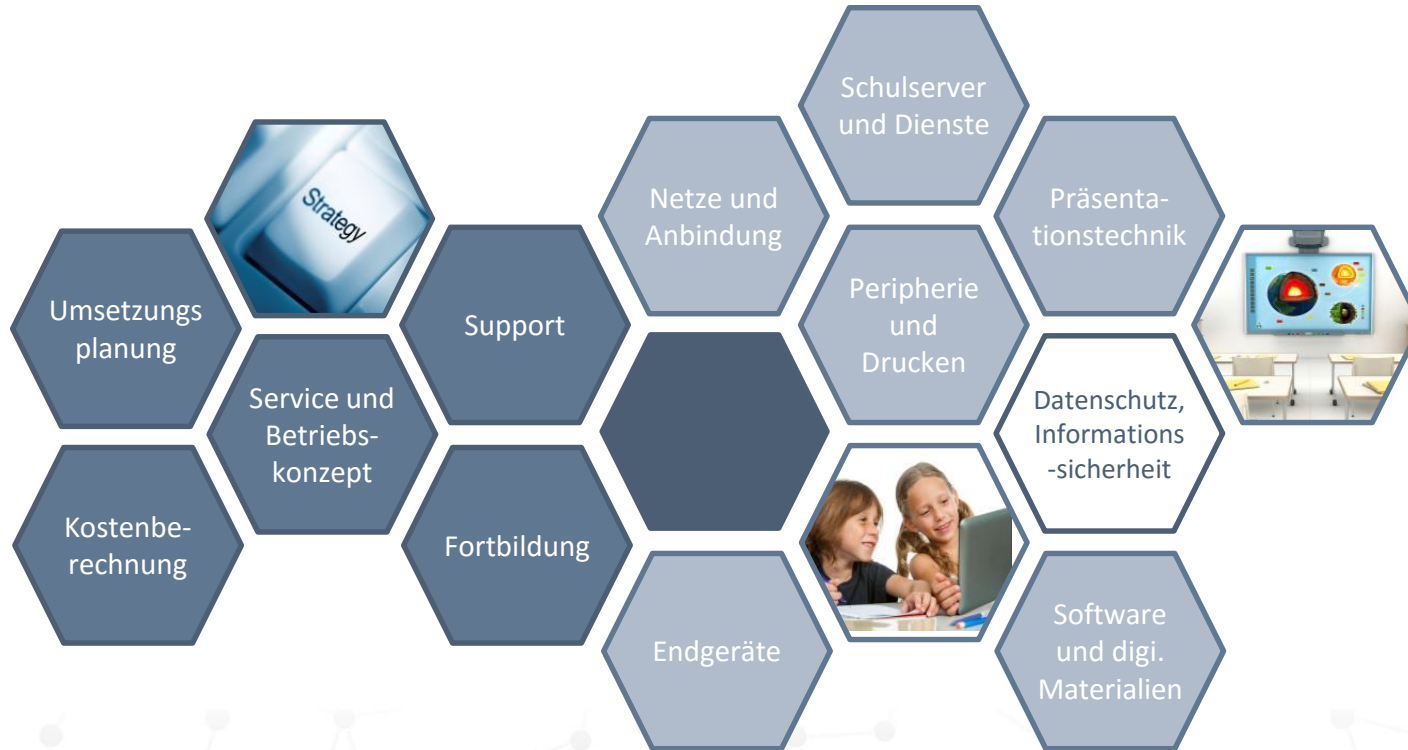 Schulserver
und Dienste
Strategy
Netze und
Anbindung
Präsenta-
tionstechnik
Umsetzungs
planung
Support
Peripherie
und
Drucken
Service und
Betriebs-
konzept
Datenschutz,
Informations
-sicherheit
Kostenbe-
rechnung
Fortbildung
Endgeräte
Software
und digi.
Materialien